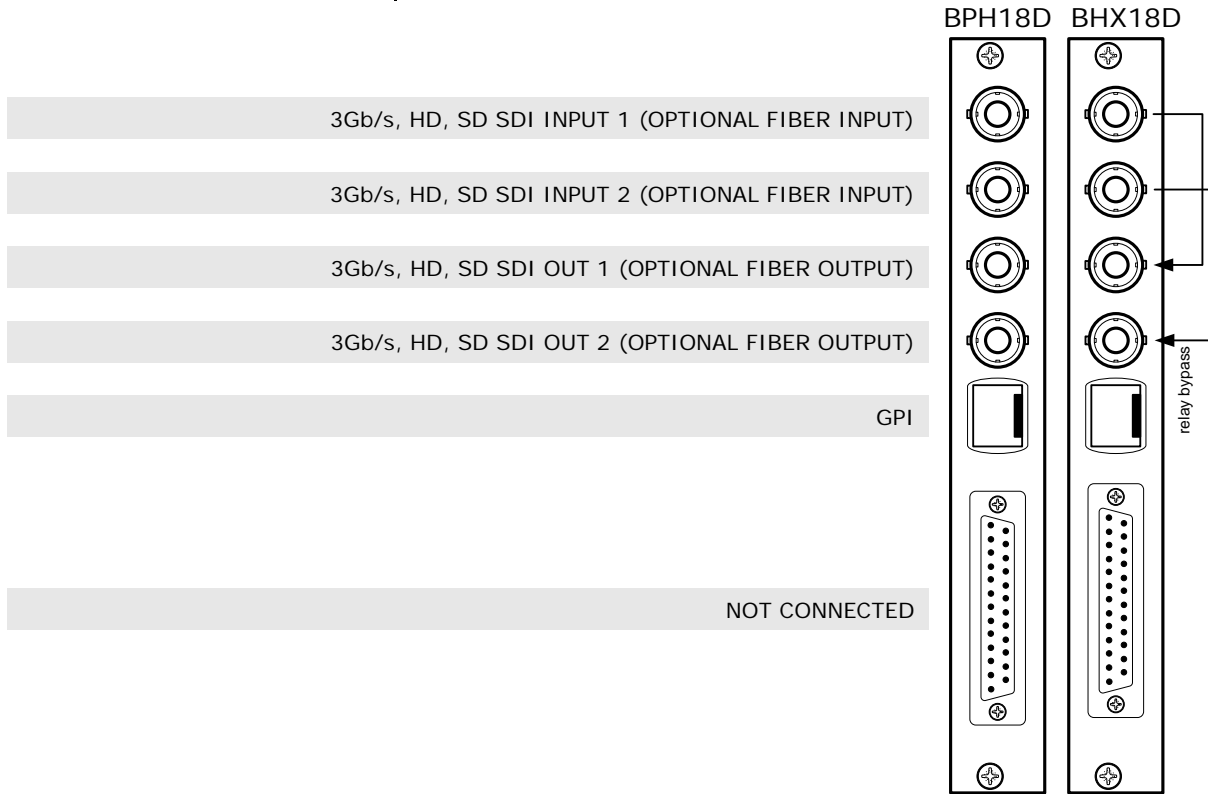 BPH18D BHX18D
3Gb/s, HD, SD SDI INPUT 1 (OPTIONAL FIBER INPUT)
3Gb/s, HD, SD SDI INPUT 2 (OPTIONAL FIBER INPUT)
3Gb/s, HD, SD SDI OUT 1 (OPTIONAL FIBER OUTPUT)
3Gb/s, HD, SD SDI OUT 2 (OPTIONAL FIBER OUTPUT)
relay bypass
GPI
NOT CONNECTED